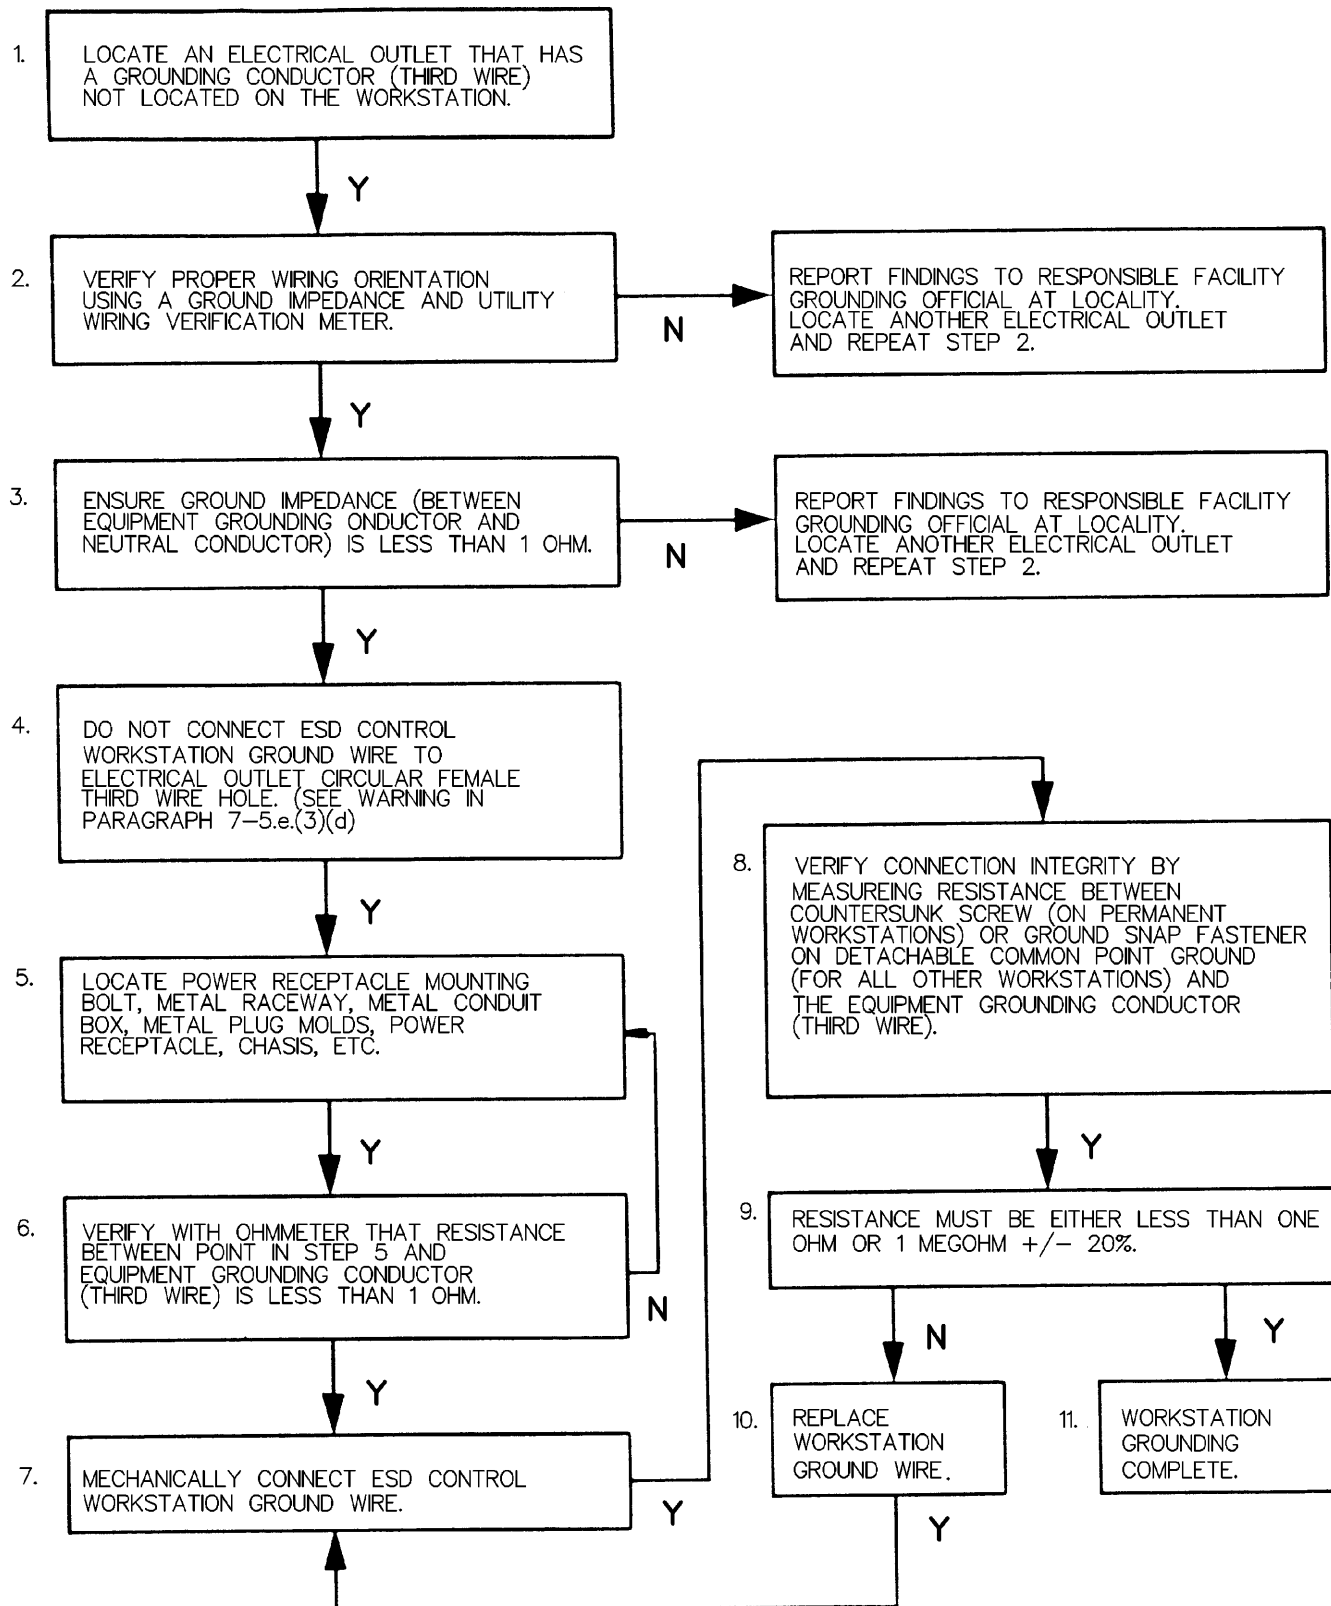 1.
LOCATE AN ELECTRICAL OUTLET THAT HAS
A GROUNDING CONDUCTOR (THIRD WIRE)
NOT LOCATED ON THE WORKSTATION.
Y
2.
VERIFY PROPER WIRING ORIENTATION
USING A GROUND IMPEDANCE AND UTILITY
WIRING VERIFICATION METER.
N
REPORT FINDINGS TO RESPONSIBLE FACILITY
GROUNDING OFFICIAL AT LOCALITY.
LOCATE ANOTHER ELECTRICAL OUTLET
AND REPEAT STEP 2.
Y
3.
ENSURE GROUND IMPEDANCE (BETWEEN
EQUIPMENT GROUNDING ONDUCTOR AND
NEUTRAL CONDUCTOR) IS LESS THAN 1 OHM.
N
REPORT FINDINGS TO RESPONSIBLE FACILITY
GROUNDING OFFICIAL AT LOCALITY.
LOCATE ANOTHER ELECTRICAL OUTLET
AND REPEAT STEP 2.
Y
4.
DO NOT CONNECT ESD CONTROL
WORKSTATION GROUND WIRE TO
ELECTRICAL OUTLET CIRCULAR FEMALE
THIRD WIRE HOLE. (SEE WARNING IN
PARAGRAPH 7-5.e.(3)(d)
Y
5.
LOCATE POWER RECEPTACLE MOUNTING
BOLT, METAL RACEWAY, METAL CONDUIT
BOX, METAL PLUG MOLDS, POWER
RECEPTACLE, CHASIS, ETC.
Y
6.
VERIFY WITH OHMMETER THAT RESISTANCE
BETWEEN POINT IN STEP 5 AND
EQUIPMENT GROUNDING CONDUCTOR
(THIRD WIRE) IS LESS THAN 1 OHM.
N
Y
7.
MECHANICALLY CONNECT ESD CONTROL
WORKSTATION GROUND WIRE.
Y
8.
VERIFY CONNECTION INTEGRITY BY
MEASUREING RESISTANCE BETWEEN
COUNTERSUNK SCREW (ON PERMANENT
WORKSTATIONS) OR GROUND SNAP FASTENER
ON DETACHABLE COMMON POINT GROUND
(FOR ALL OTHER WORKSTATIONS) AND
THE EQUIPMENT GROUNDING CONDUCTOR
(THIRD WIRE).
Y
9.
RESISTANCE MUST BE EITHER LESS THAN ONE
OHM OR 1 MEGOHM +/- 20%.
N
Y
10.
REPLACE
WORKSTATION
GROUND WIRE.
Y
11.
WORKSTATION
GROUNDING
COMPLETE.